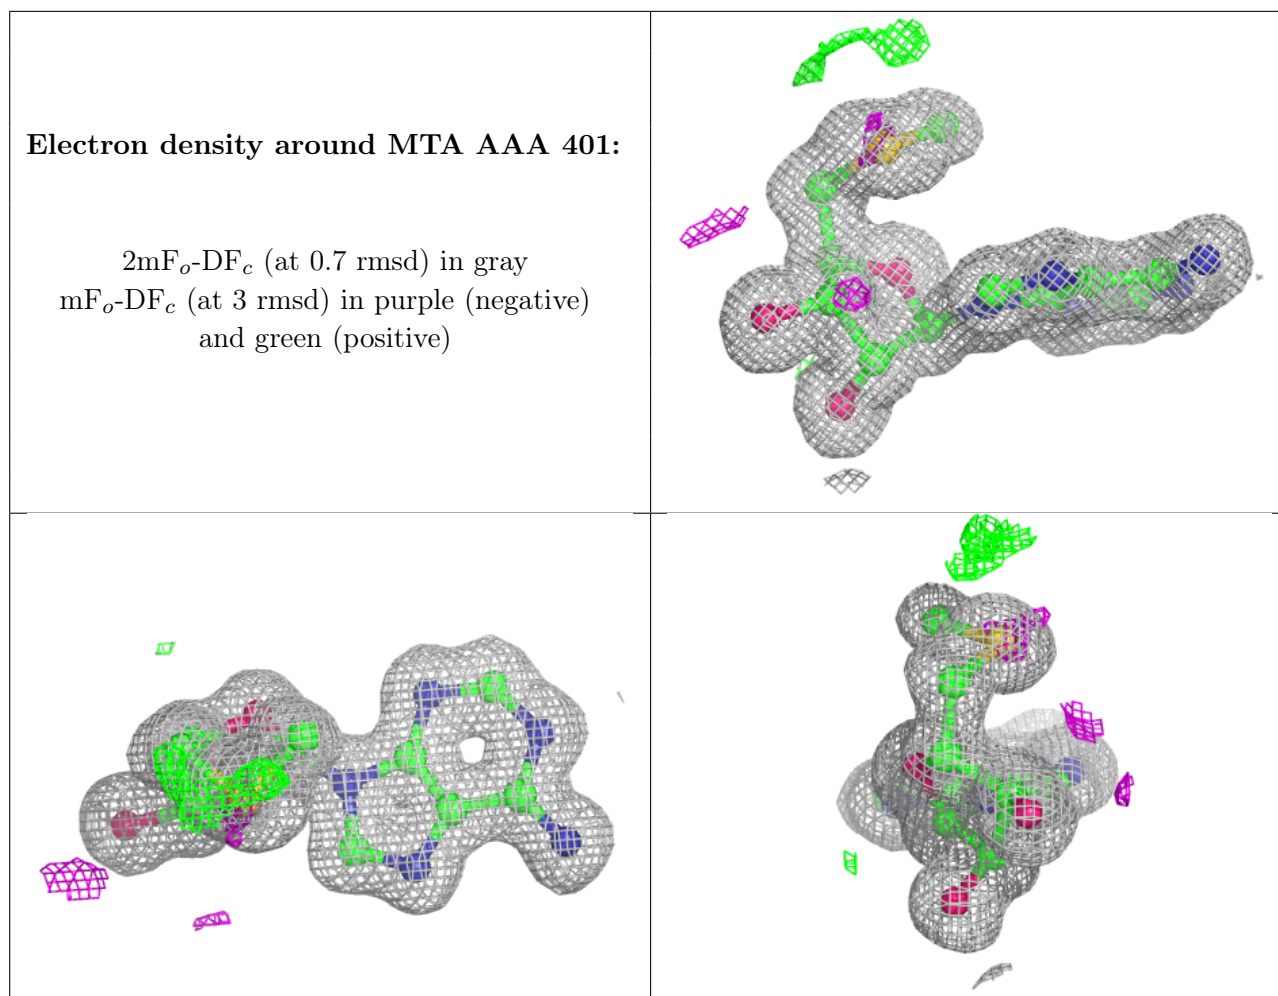 Electron density around MTA AAA 401:
2mFₒ-DF𝒸 (at 0.7 rmsd) in gray
mFₒ-DF𝒸 (at 3 rmsd) in purple (negative)
and green (positive)